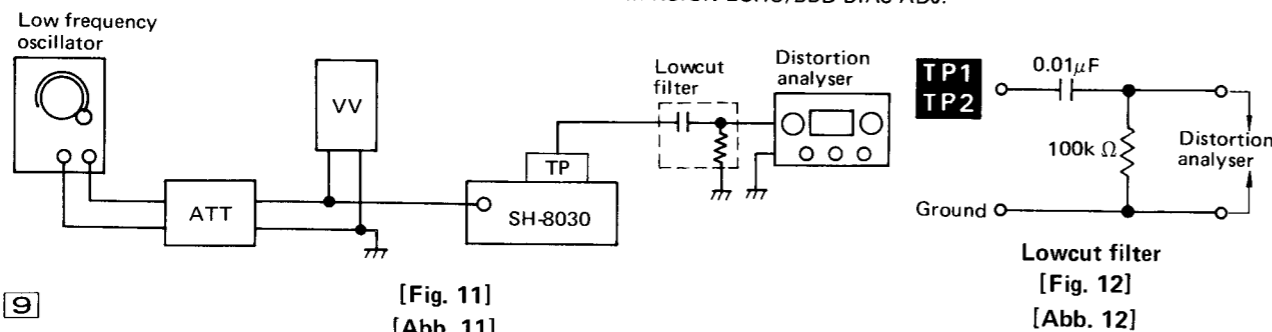 Low frequency
oscillator
VV
ATT
TP
SH-8030
Lowcut
filter
Distortion
analyser
[Fig. 11]
[Abb. 11]
TP1
TP2
0.01μF
100k Ω
Distortion
analyser
Ground
Lowcut filter
[Fig. 12]
[Abb. 12]
9